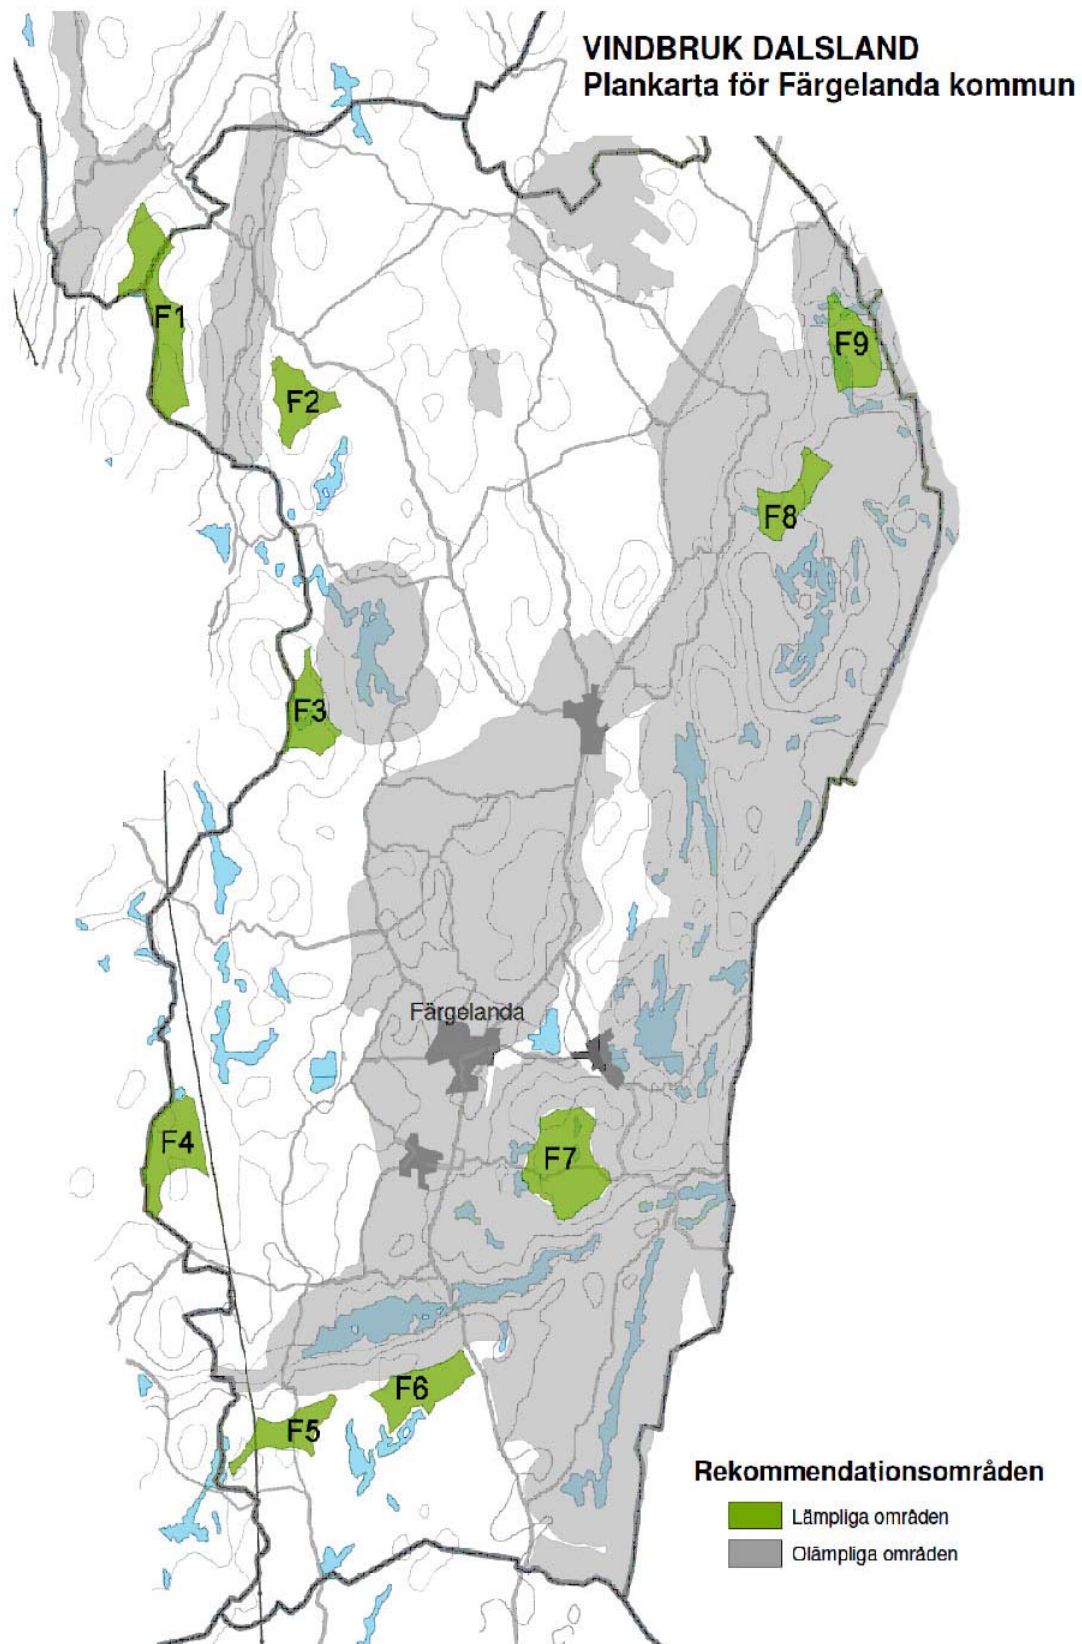 VINDBRUK DALSLAND
Plankarta för Färgelanda kommun
F1
F9
F2
F8
F3
Färgelanda
F4
F7
F6
F5
Rekommendationsområden
Lämpliga områden
Olämpliga områden